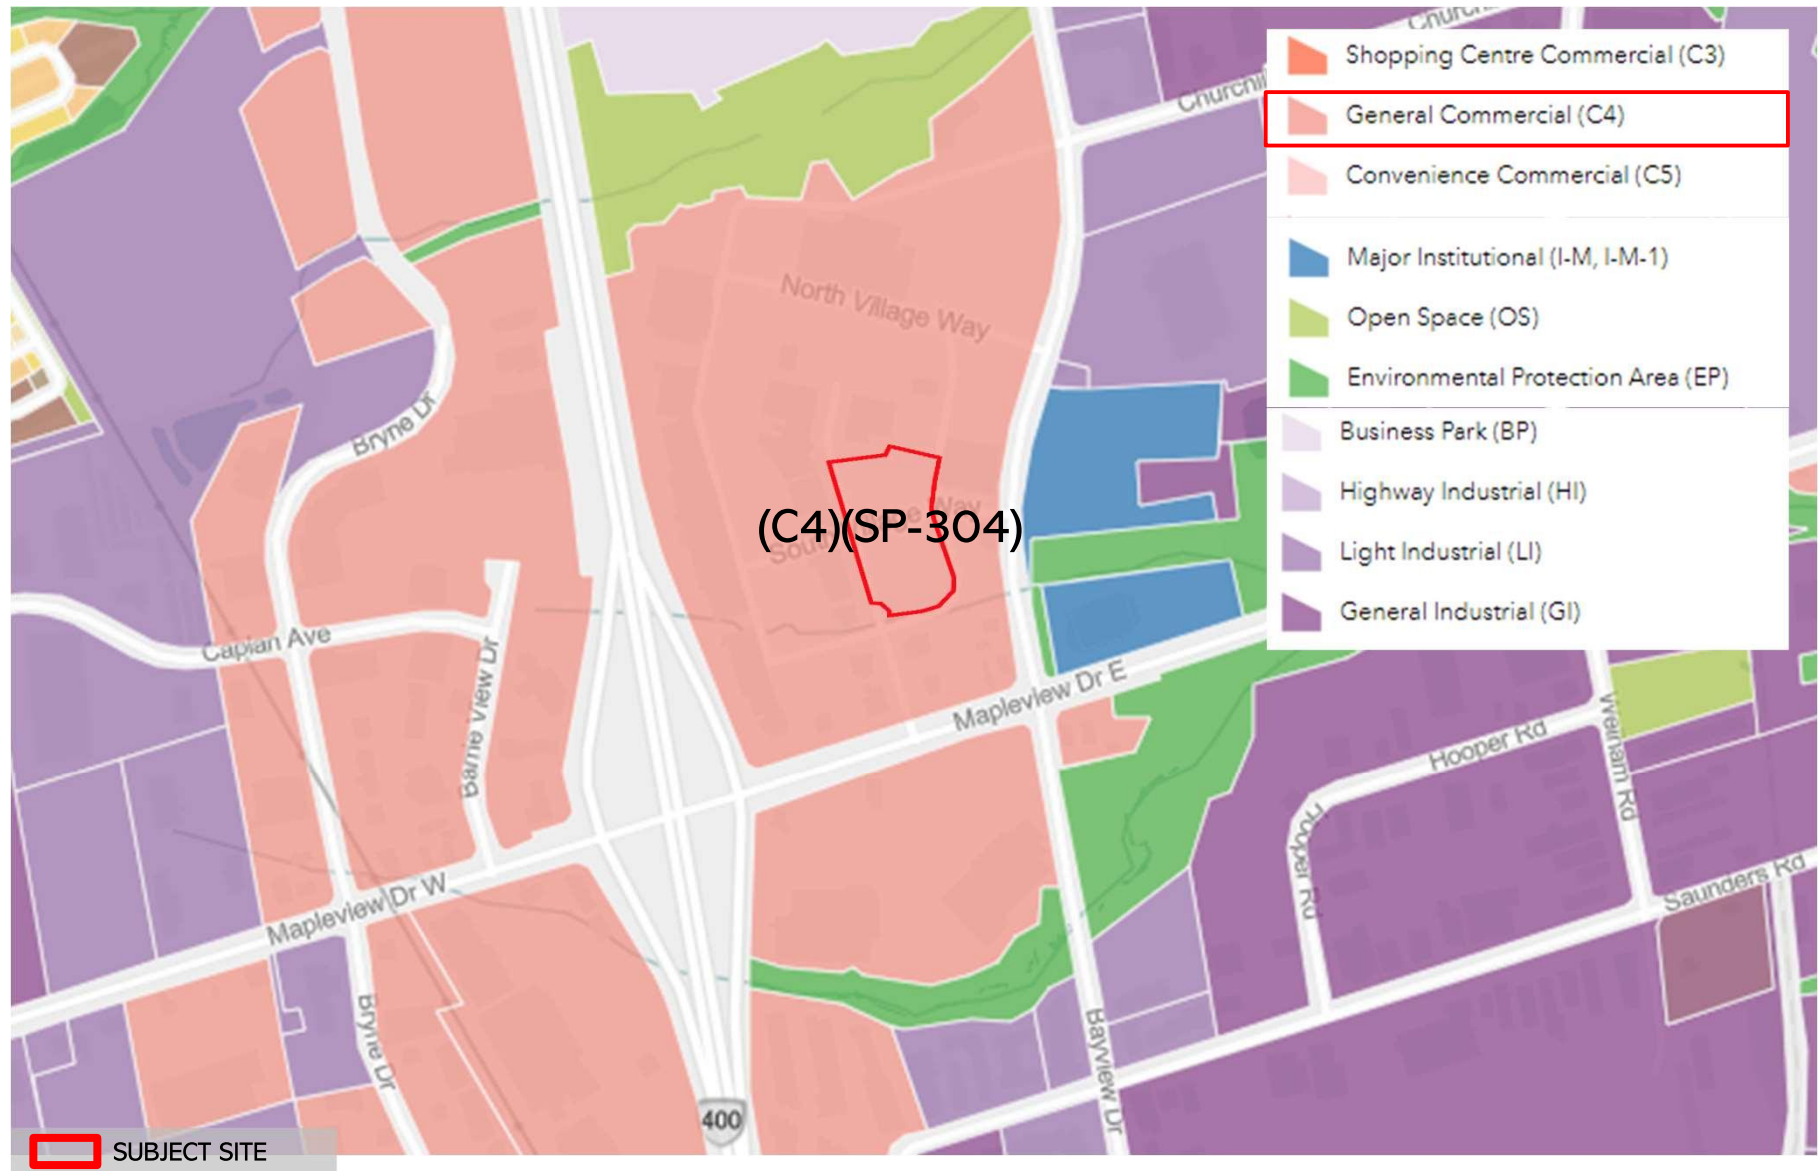 Churchill
Shopping Centre Commercial (C3)
General Commercial (C4)
Convenience Commercial (C5)
Major Institutional (I-M, I-M-1)
Open Space (OS)
Environmental Protection Area (EP)
Business Park (BP)
Highway Industrial (HI)
Light Industrial (LI)
General Industrial (GI)
North Village Way
Bryne Dr
(C4)(SP-304)
Way
Caplan Ave
Barrie View Dr
Mapleview Dr E
Hooper Rd
Welham Rd
Hooper Rd
Saunders Rd
Mapleview Dr W
Bryne Dr
Bayview Dr
400
SUBJECT SITE